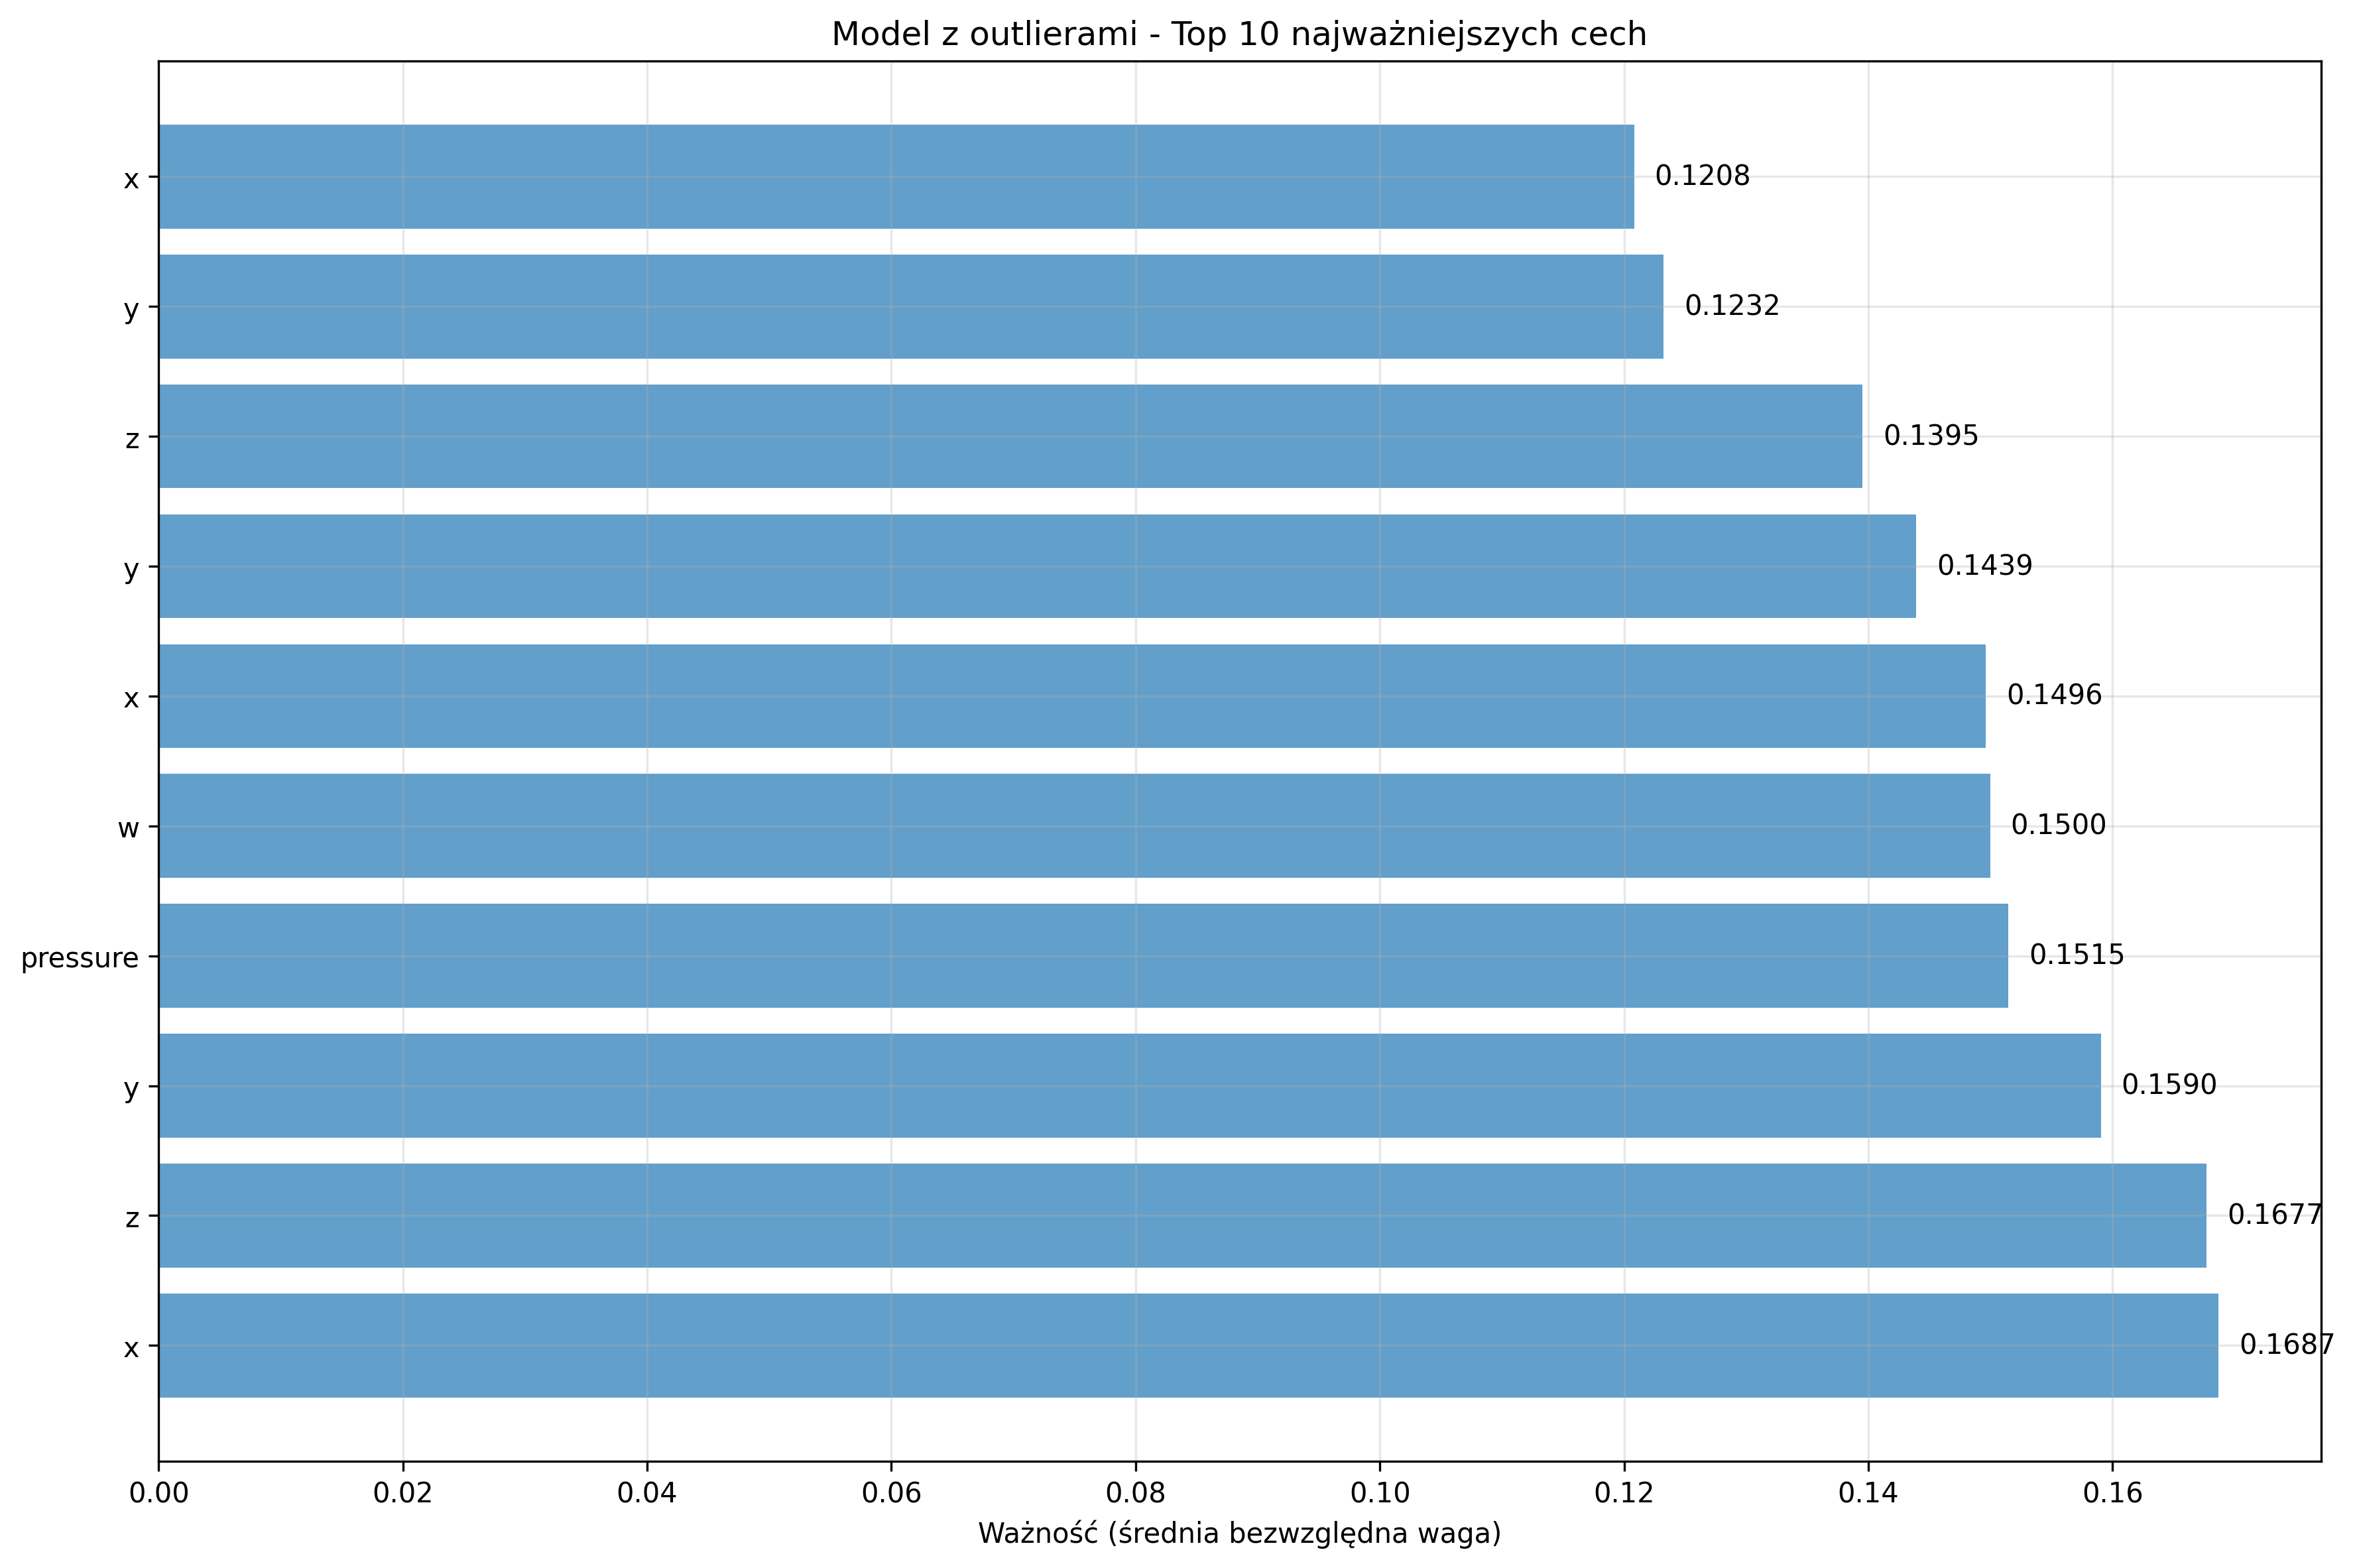 Model z outlierami - Top 10 najważniejszych cech
x 0.1208
y 0.1232
z 0.1395
y 0.1439
x 0.1496
w 0.1500
pressure 0.1515
y 0.1590
z 0.1677
x 0.1687
0.00 0.02 0.04 0.06 0.08 0.10 0.12 0.14 0.16
Ważność (średnia bezwzględna waga)